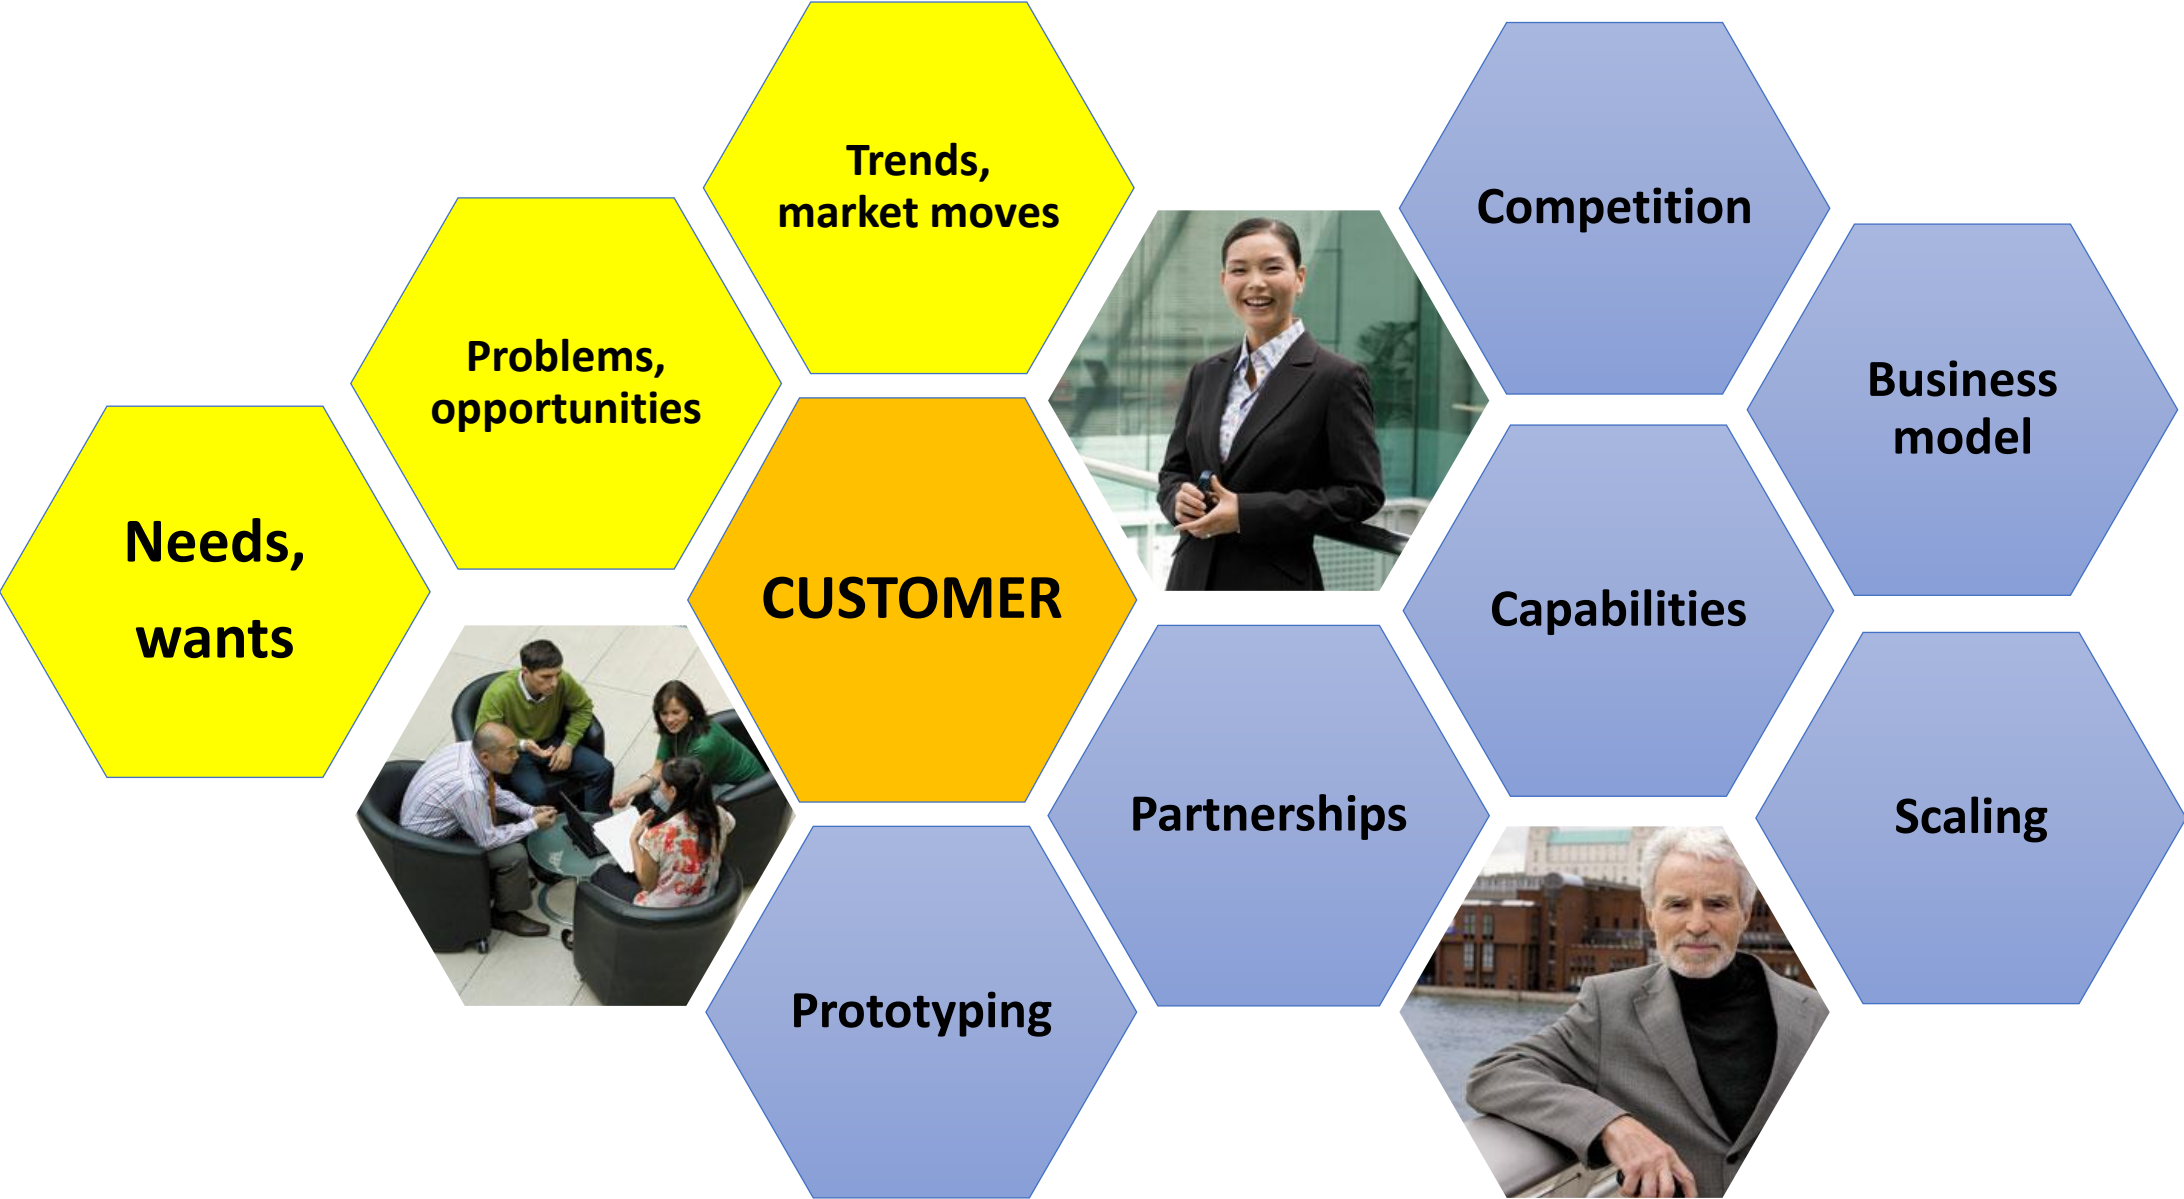 Trends,
market moves
Competition
Problems,
opportunities
Business
model
Needs,
wants
CUSTOMER
Capabilities
Partnerships
Scaling
Prototyping